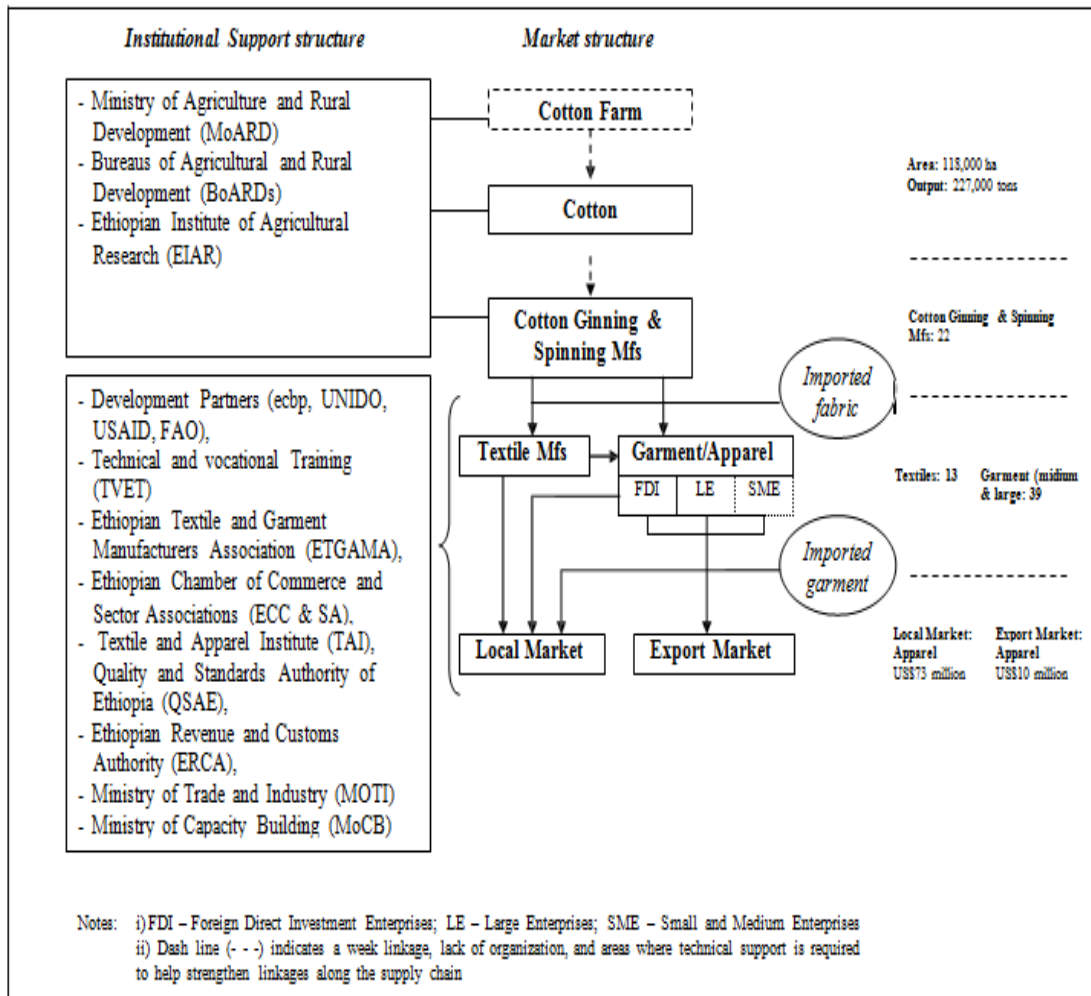 Institutional Support structure
Market structure
- Ministry of Agriculture and Rural
Development (MoARD)
- Bureaus of Agricultural and Rural
Development (BoARDs)
- Ethiopian Institute of Agricultural
Research (EIAR)
Cotton Farm
Cotton
Cotton Ginning &
Spinning Mfs
Area: 118,000 ha
Output: 227,000 tons
Cotton Ginning & Spinning
Mfs: 22
Imported
fabric
- Development Partners (ecbp, UNIDO,
USAID, FAO),
- Technical and vocational Training
(TVET)
- Ethiopian Textile and Garment
Manufacturers Association (ETGAMA),
- Ethiopian Chamber of Commerce and
Sector Associations (ECC & SA),
- Textile and Apparel Institute (TAI),
Quality and Standards Authority of
Ethiopia (QSAE),
- Ethiopian Revenue and Customs
Authority (ERCA),
- Ministry of Trade and Industry (MOTI)
- Ministry of Capacity Building (MoCB)
Textile Mfs
Garment/Apparel
FDI LE SME
Textiles: 13
Garment (midium
& large: 39
Imported
garment
Local Market
Export Market
Local Market:
Apparel
US$75 million
Export Market:
Apparel
US$10 million
Notes: i) FDI – Foreign Direct Investment Enterprises; LE – Large Enterprises; SME – Small and Medium Enterprises
ii) Dash line (- - -) indicates a week linkage, lack of organization, and areas where technical support is required
to help strengthen linkages along the supply chain